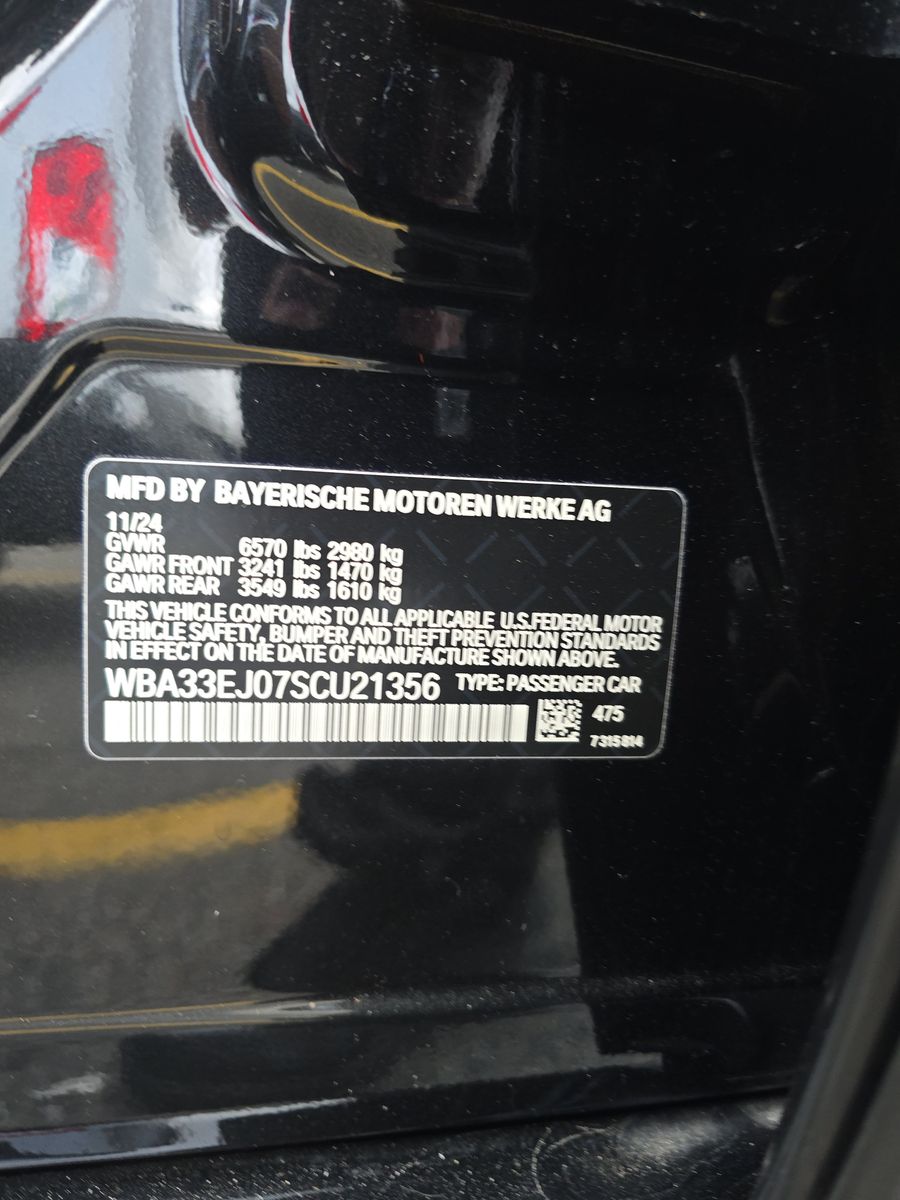 MFD BY BAYERISCHE MOTOREN WERKE AG
11/24
GVWR 6570 lbs 2980 kg
GAWR FRONT 3241 lbs 1470 kg
GAWR REAR 3549 lbs 1610 kg
THIS VEHICLE CONFORMS TO ALL APPLICABLE U.S.FEDERAL MOTOR
VEHICLE SAFETY, BUMPER AND THEFT PREVENTION STANDARDS
IN EFFECT ON THE DATE OF MANUFACTURE SHOWN ABOVE.
WBA33EJ07SCU21356 TYPE: PASSENGER CAR
475
7315814